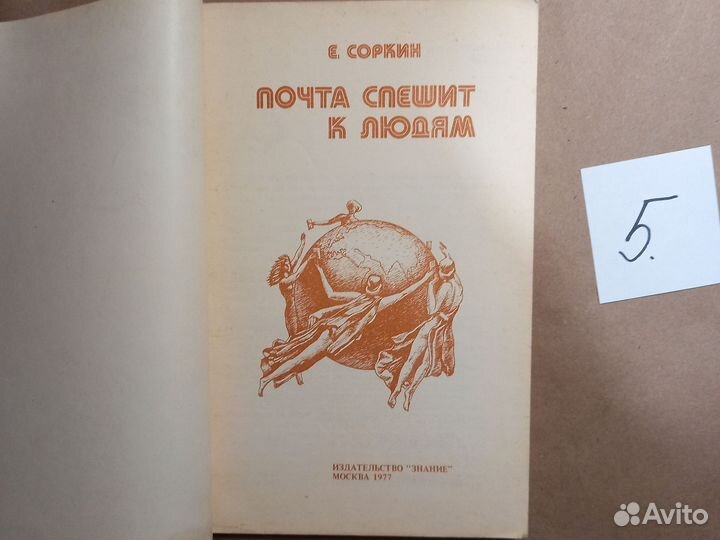 Е. СОРКИН
ПОЧТА СПЕШИТ
К ЛЮДЯМ
ИЗДАТЕЛЬСТВО "ЗНАНИЕ"
МОСКВА 1977
5.
Avito